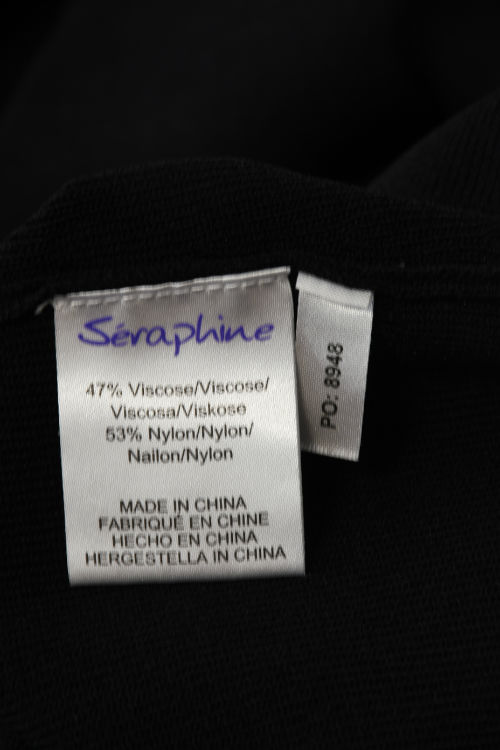 Séraphine
47% Viscose/Viscose/
Viscosa/Viskose
53% Nylon/Nylon/
Nailon/Nylon
MADE IN CHINA
FABRIQUÉ EN CHINE
HECHO EN CHINA
HERGESTELLA IN CHINA
PO: 8948